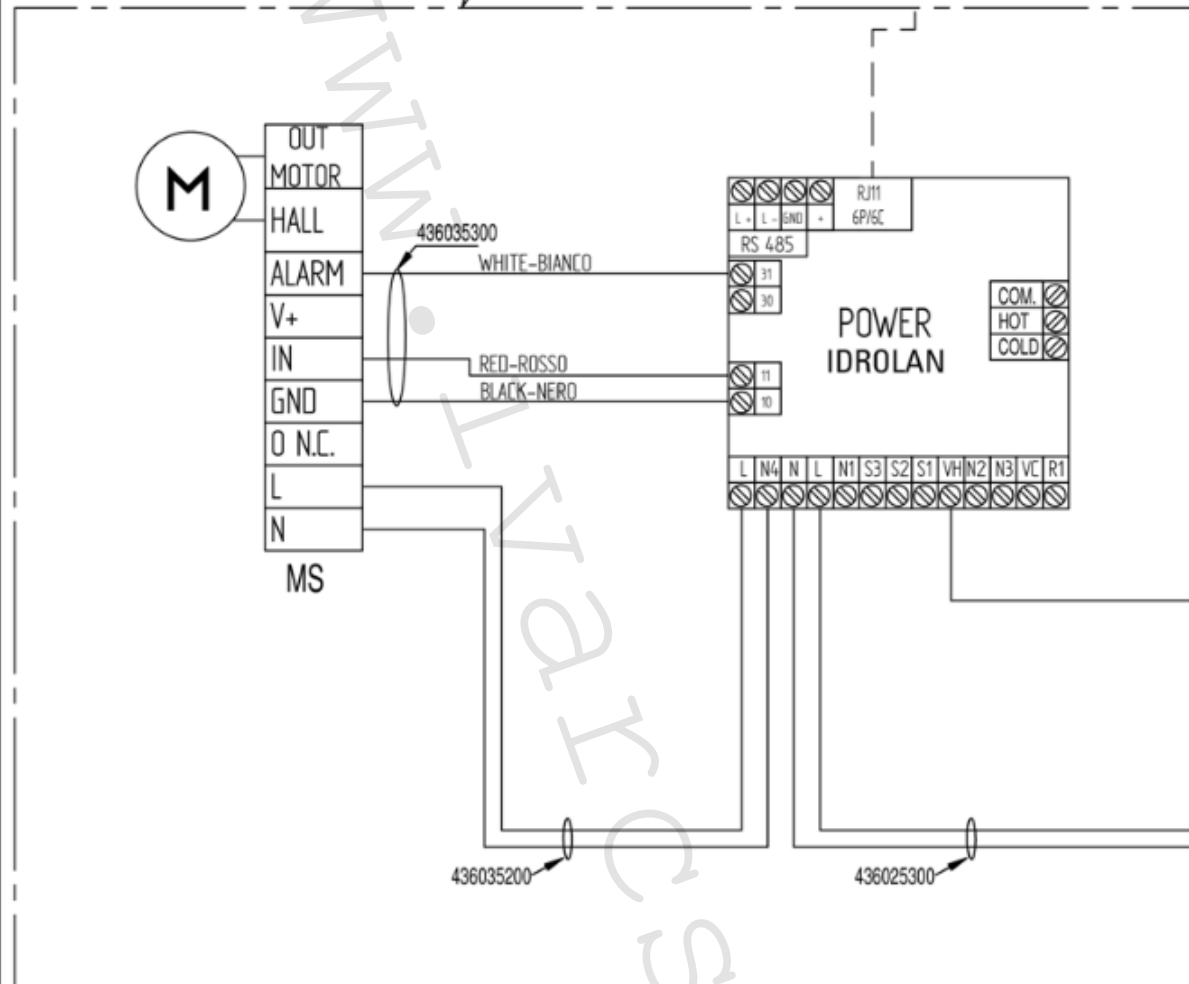 M
OUT
MOTOR
HALL
ALARM
V+
IN
GND
O N.C.
L
N
MS
436035300
WHITE-BIANCO
RED-ROSSO
BLACK-NERO
L + L - GND +
RJ11
6P/6C
RS 485
31
30
11
10
POWER
IDROLAN
COM.
HOT
COLD
L N4 N L N1 S3 S2 S1 VH N2 N3 VC R1
436035200
436025300
www.ivarcs